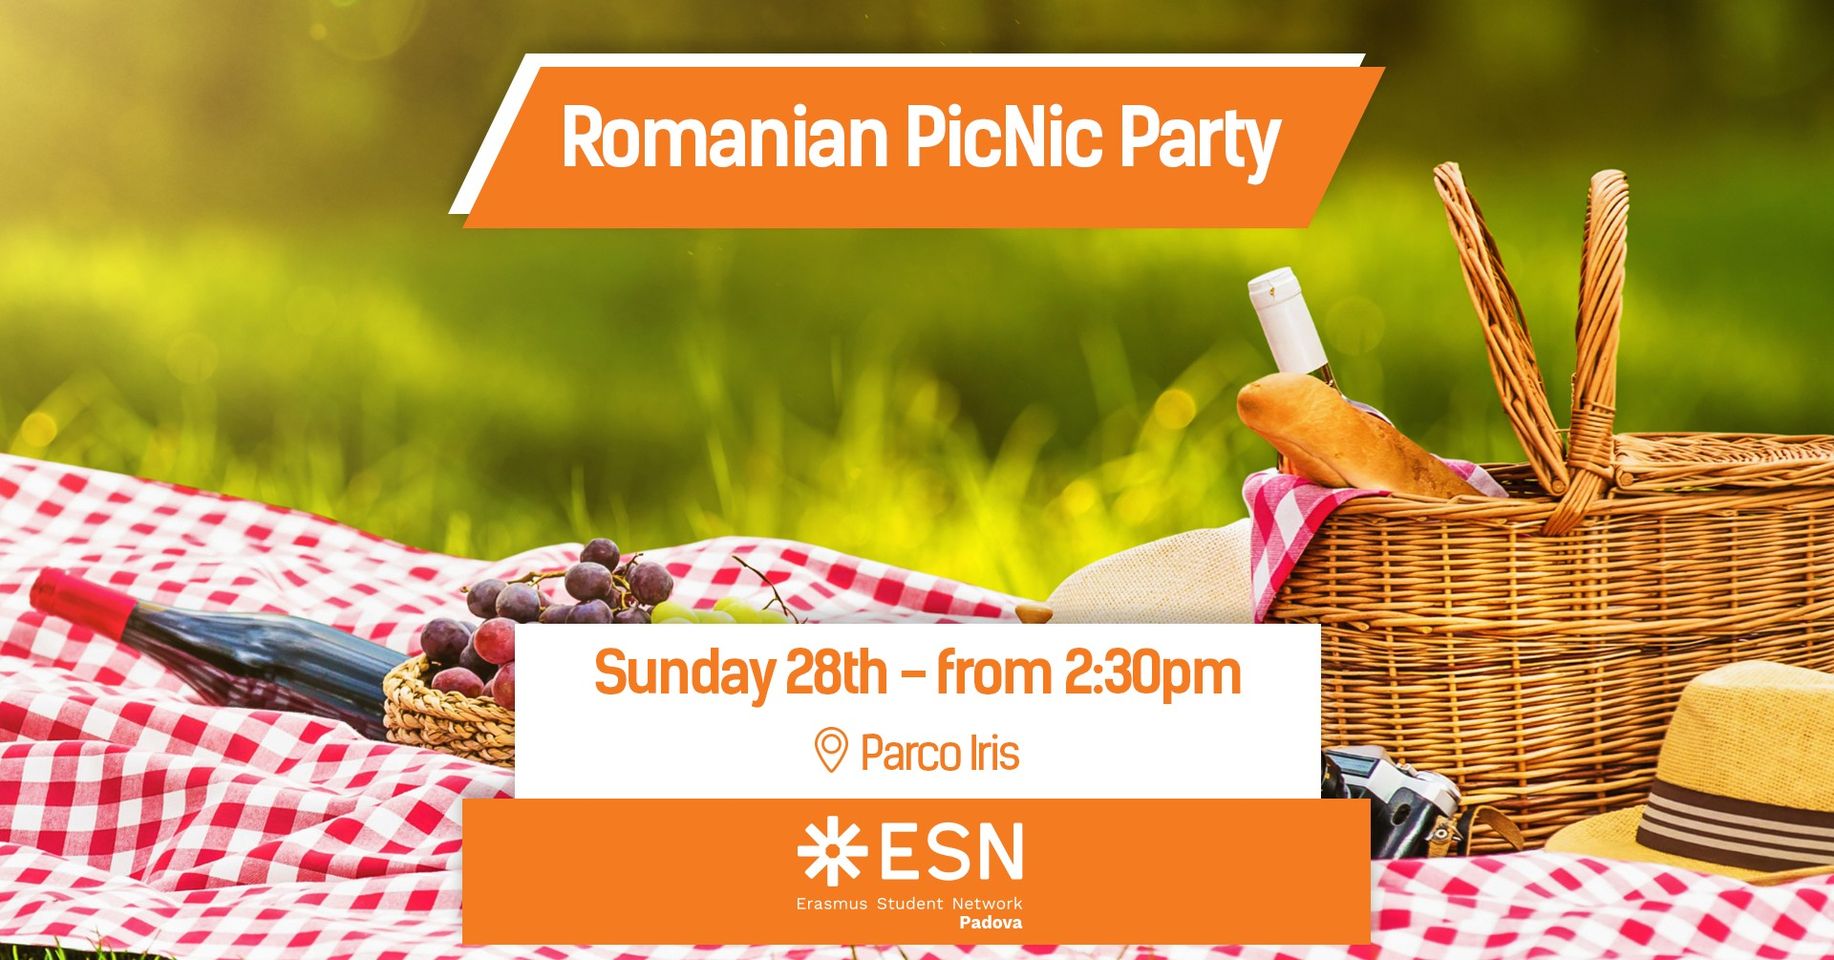 Romanian PicNic Party
Sunday 28th - from 2:30pm
Parco Iris
ESN
Erasmus Student Network
Padova